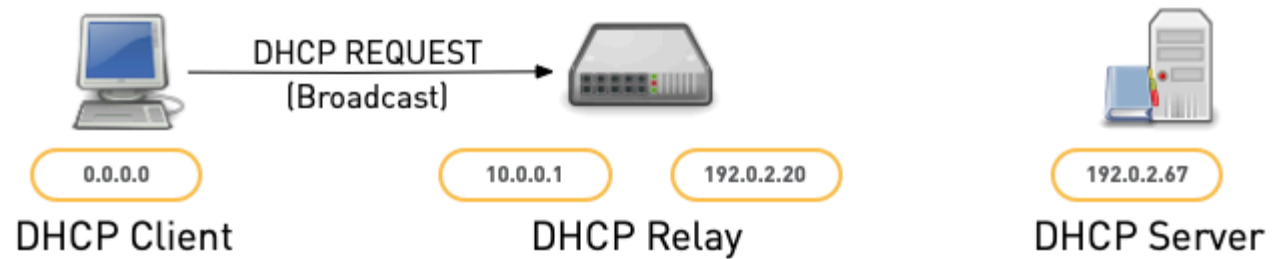 DHCP REQUEST
(Broadcast)
0.0.0.0
10.0.0.1
192.0.2.20
192.0.2.67
DHCP Client
DHCP Relay
DHCP Server